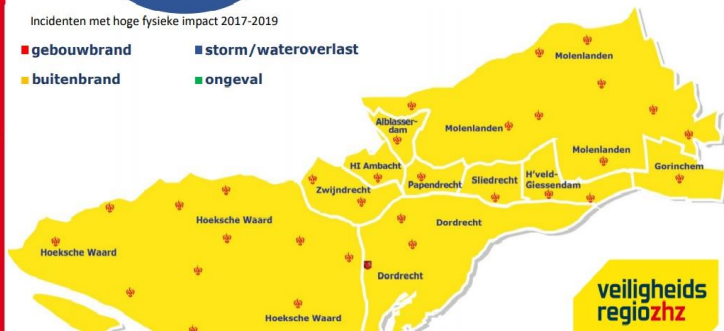 Incidenten met hoge fysieke impact 2017-2019
gebouwbrand
storm/wateroverlast
buitenbrand
ongeval
Molenlanden
Alblasser-
dam
Molenlanden
Molenlanden
HI Ambacht
Gorinchem
Zwijndrecht
Papendrecht
Sliedrecht
H'veld-
Giessendam
Hoeksche Waard
Dordrecht
Hoeksche Waard
Dordrecht
Hoeksche Waard
veiligheids
regiozhz